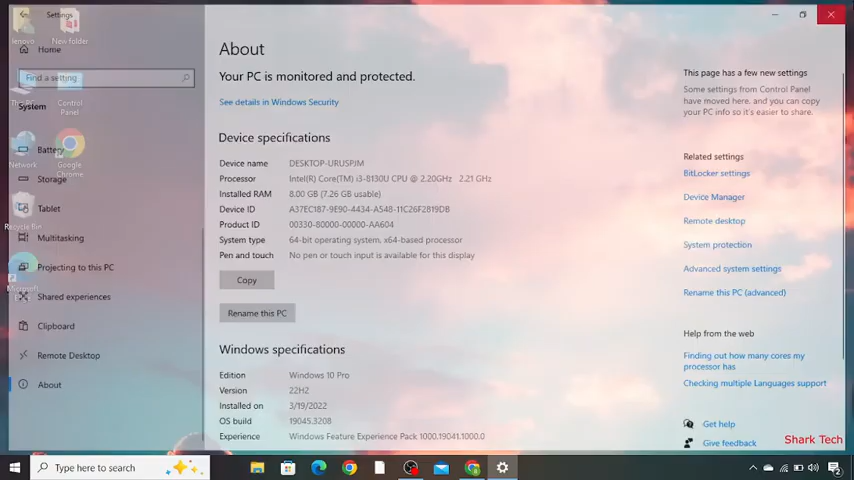 Settings
lenovo
New folder
Home
Find a setting
Control
Panel
System
Network
Google
Chrome
Battery
Storage
Tablet
Recycle Bin
Multitasking
Projecting to this PC
Microsoft
Shared experiences
Clipboard
Remote Desktop
About
About
Your PC is monitored and protected.
See details in Windows Security
Device specifications
Device name DESKTOP-URUSPJM
Processor Intel(R) Core(TM) i3-8130U CPU @ 2.20GHz 2.21 GHz
Installed RAM 8.00 GB (7.26 GB usable)
Device ID A37EC187-9E90-4434-A548-11C26F2819DB
Product ID 00330-80000-00000-AA604
System type 64-bit operating system, x64-based processor
Pen and touch No pen or touch input is available for this display
Copy
Rename this PC
Windows specifications
Edition Windows 10 Pro
Version 22H2
Installed on 3/19/2022
OS build 19045.3208
Experience Windows Feature Experience Pack 1000.19041.1000.0
This page has a few new settings
Some settings from Control Panel
have moved here, and you can copy
your PC info so it's easier to share.
Related settings
BitLocker settings
Device Manager
Remote desktop
System protection
Advanced system settings
Rename this PC (advanced)
Help from the web
Finding out how many cores my
processor has
Checking multiple Languages support
Get help
Give feedback
Shark Tech
Type here to search
2